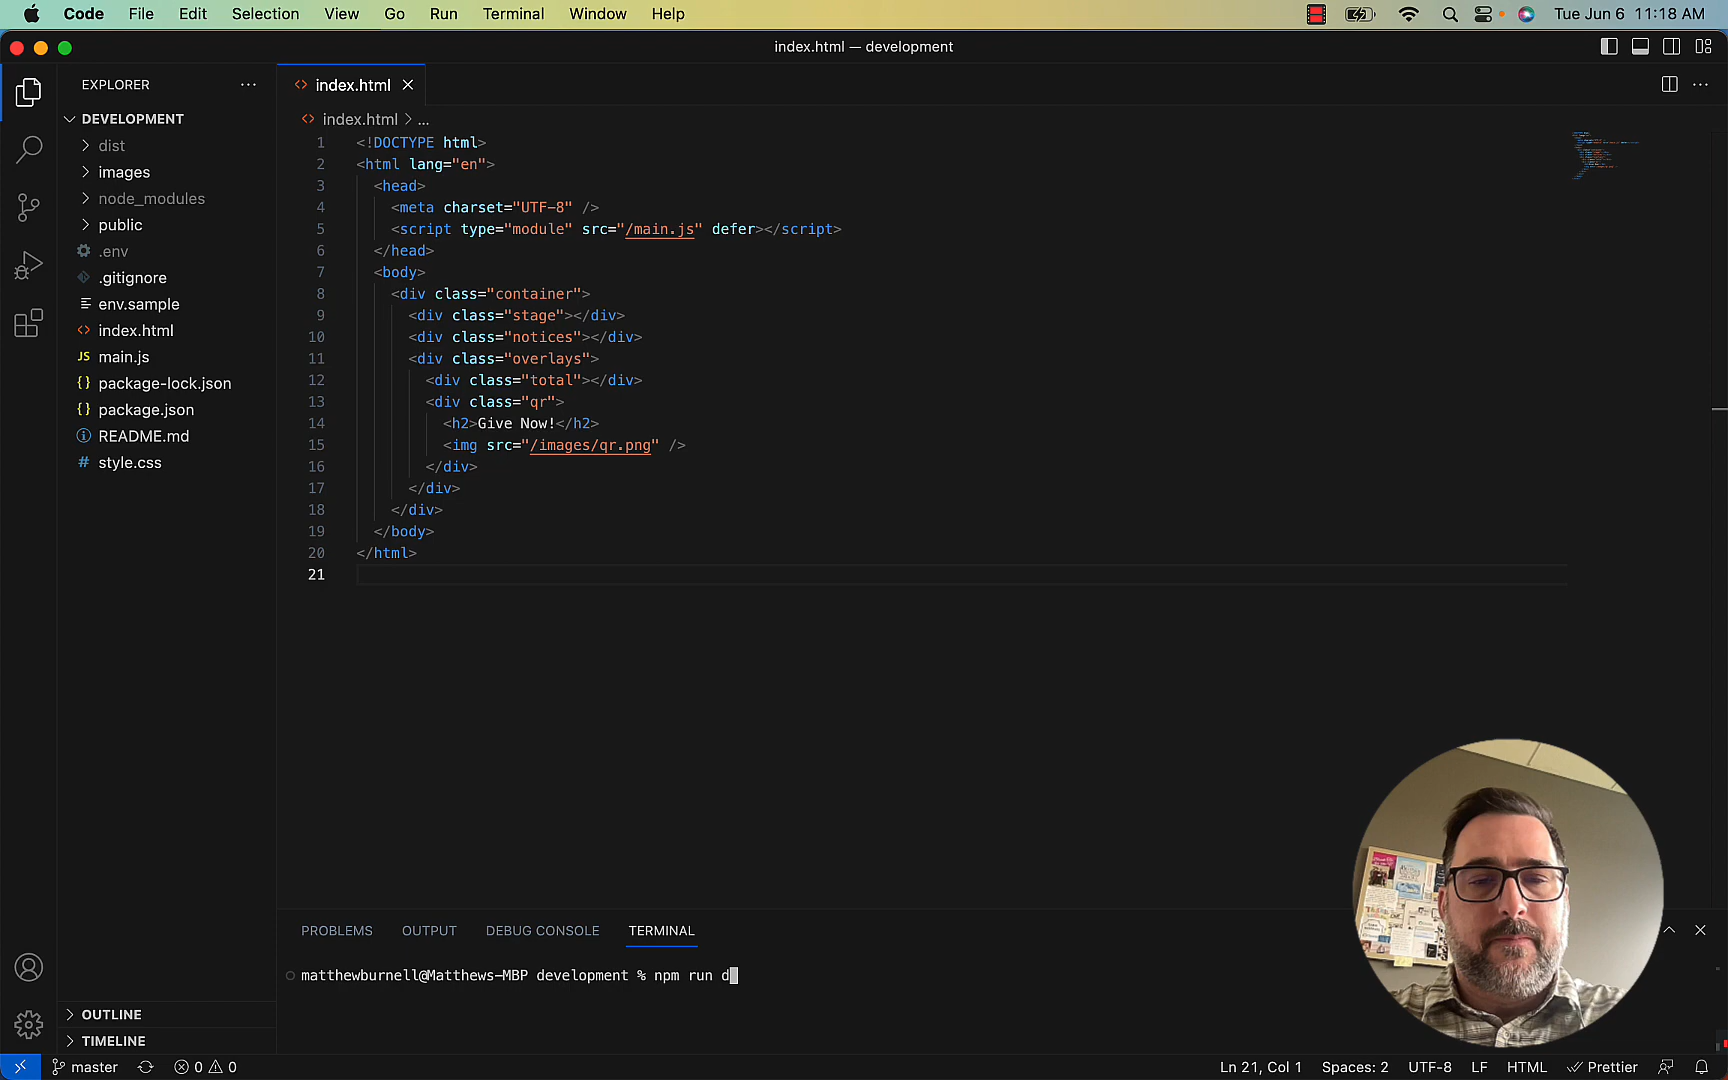 Code File Edit Selection View Go Run Terminal Window Help Tue Jun 6 11:18 AM
index.html — development
EXPLORER
DEVELOPMENT
dist
images
node_modules
public
.env
.gitignore
env.sample
index.html
JS main.js
{} package-lock.json
{} package.json
README.md
# style.css
OUTLINE
TIMELINE
index.html
index.html > ...
1 <!DOCTYPE html>
2 <html lang="en">
3 <head>
4 <meta charset="UTF-8" />
5 <script type="module" src="/main.js" defer></script>
6 </head>
7 <body>
8 <div class="container">
9 <div class="stage"></div>
10 <div class="notices"></div>
11 <div class="overlays">
12 <div class="total"></div>
13 <div class="qr">
14 <h2>Give Now!</h2>
15 <img src="/images/qr.png" />
16 </div>
17 </div>
18 </div>
19 </body>
20 </html>
21
PROBLEMS OUTPUT DEBUG CONSOLE TERMINAL
matthewburnell@Matthews-MBP development % npm run d
master 0 0 Ln 21, Col 1 Spaces: 2 UTF-8 LF HTML Prettier